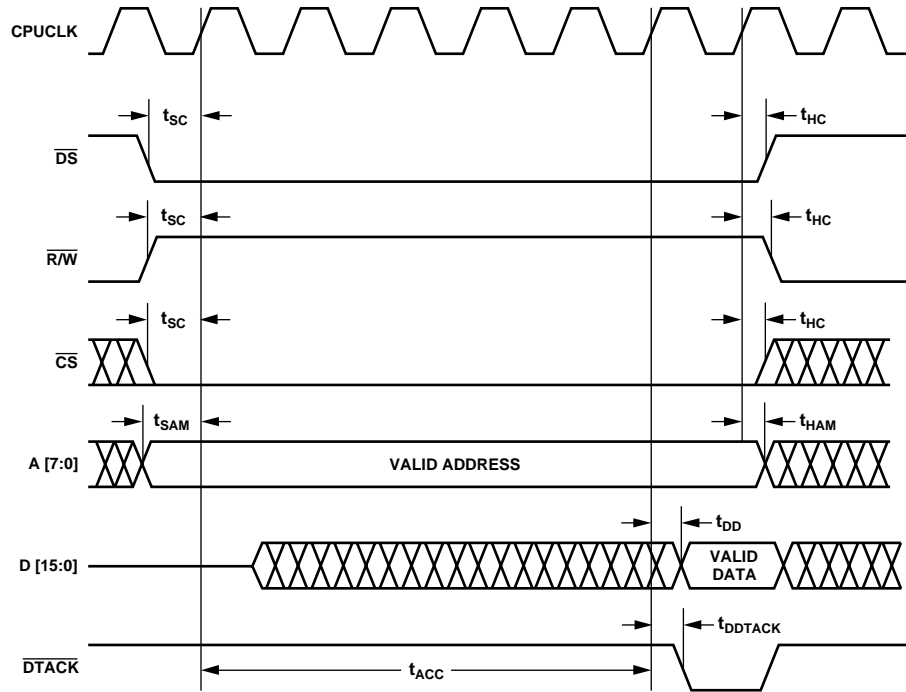 CPUCLK
tSC
tHC
DS
tSC
tHC
R/W
tSC
tHC
CS
tSAM
tHAM
A [7:0]
VALID ADDRESS
tDD
D [15:0]
VALID
DATA
tDDTACK
DTACK
tACC